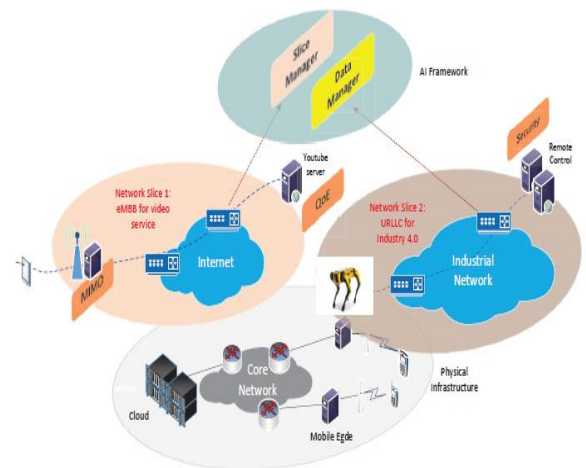 Slice
Manager
Data
Manager
AI Framework
Youtube
server
QoE
Network Slice 1:
eMBB for video
service
Internet
MIMO
Security
Remote
Control
Network Slice 2:
URLLC for
Industry 4.0
Industrial
Network
Core
Network
Cloud
Mobile Egde
Physical
Infrastructure